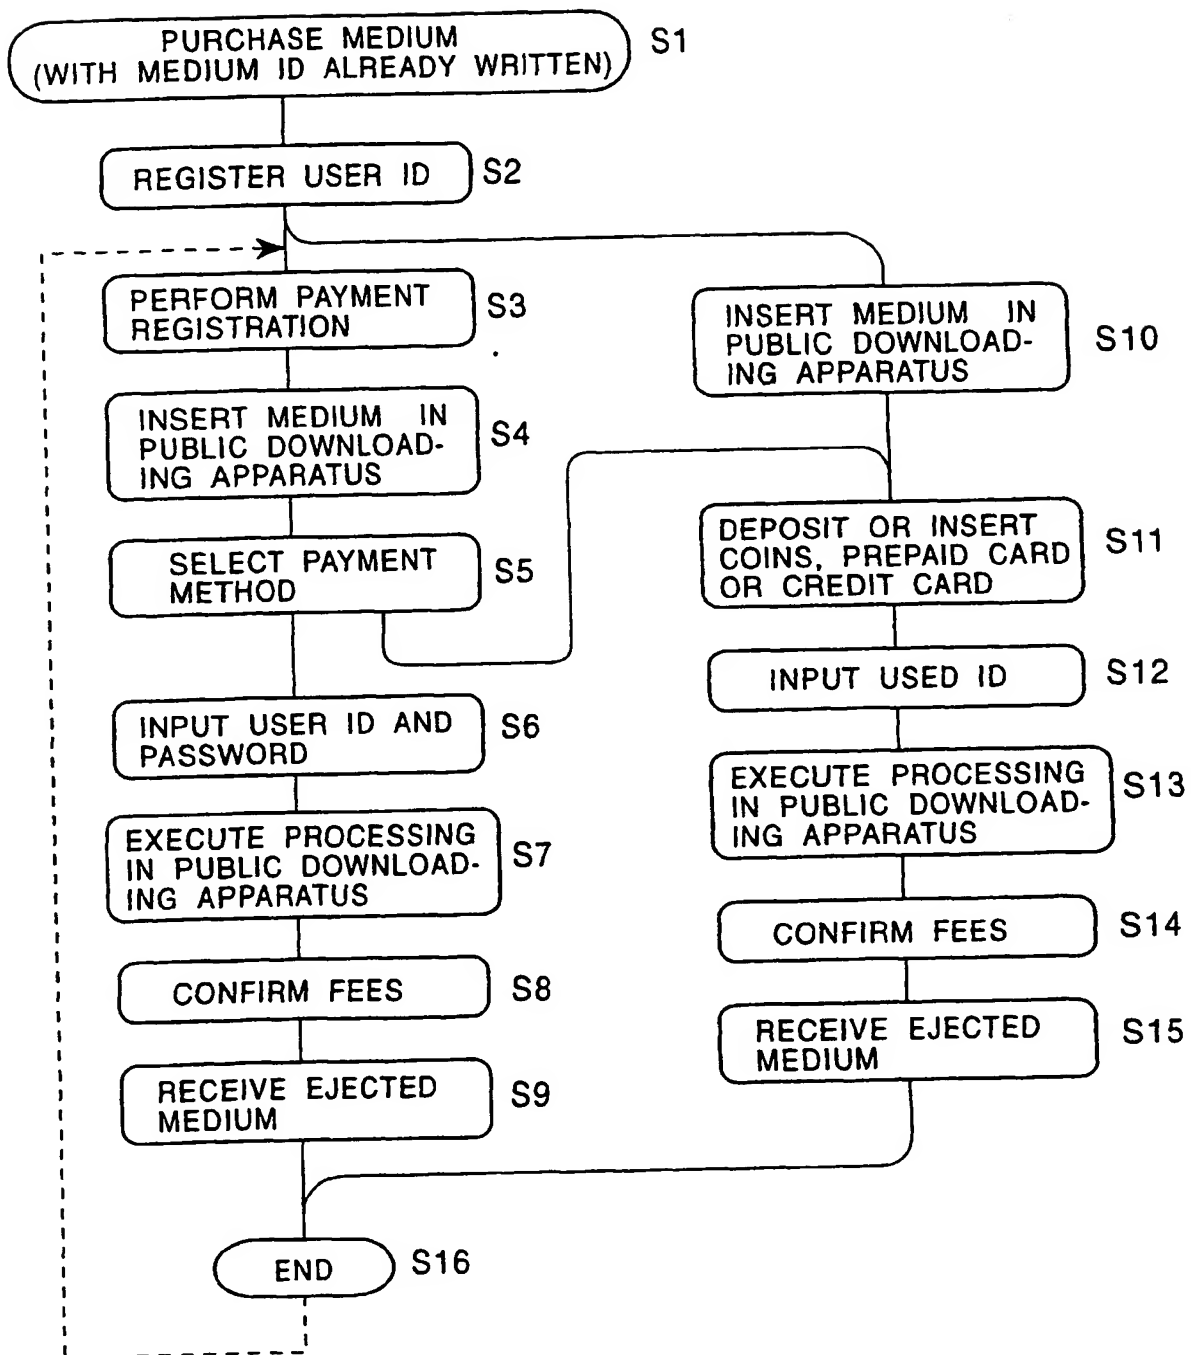 PURCHASE MEDIUM
(WITH MEDIUM ID ALREADY WRITTEN)
S1
REGISTER USER ID
S2
PERFORM PAYMENT
REGISTRATION
S3
INSERT MEDIUM IN
PUBLIC DOWNLOAD-
ING APPARATUS
S4
SELECT PAYMENT
METHOD
S5
INPUT USER ID AND
PASSWORD
S6
EXECUTE PROCESSING
IN PUBLIC DOWNLOAD-
ING APPARATUS
S7
CONFIRM FEES
S8
RECEIVE EJECTED
MEDIUM
S9
INSERT MEDIUM IN
PUBLIC DOWNLOAD-
ING APPARATUS
S10
DEPOSIT OR INSERT
COINS, PREPAID CARD
OR CREDIT CARD
S11
INPUT USED ID
S12
EXECUTE PROCESSING
IN PUBLIC DOWNLOAD-
ING APPARATUS
S13
CONFIRM FEES
S14
RECEIVE EJECTED
MEDIUM
S15
END
S16